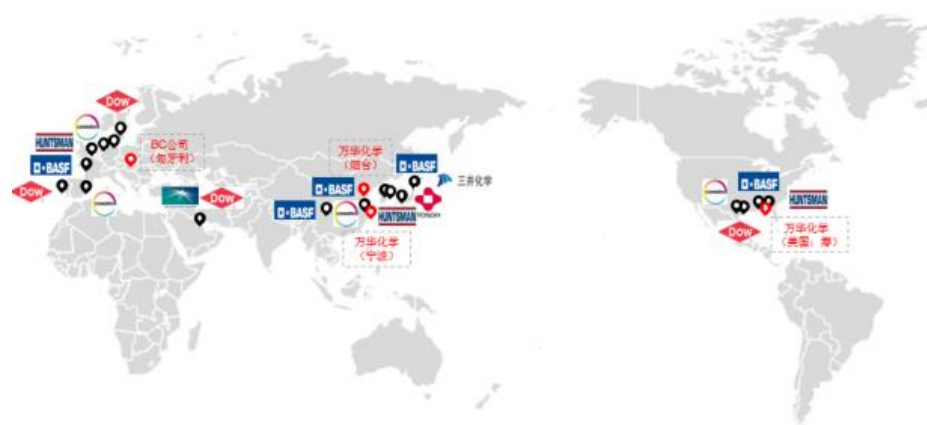 Dow
HUNTSMAN
BASF
BC公司
（匈牙利）
Dow
Dow
万华化学
（烟台）
BASF
BASF
BASF
三井化学
HUNTSMAN
万华化学
（宁波）
BASF
HUNTSMAN
Dow
万华化学
（美国：